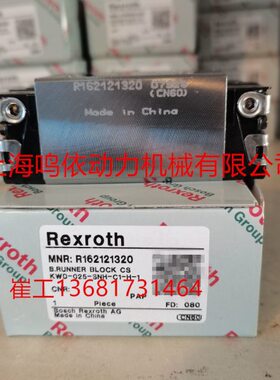 R162121320
(CN60)
Made in China
上海鸣依动力机械有限公司
Rexroth
MNR: R162121320
B.RUNNER BLOCK CS
KWD-025-SNH-C1-H-1
CNR:
1 Piece
FD: 080
Bosch Rexroth AG
Made in China
(CN60)
崔工:13681731464